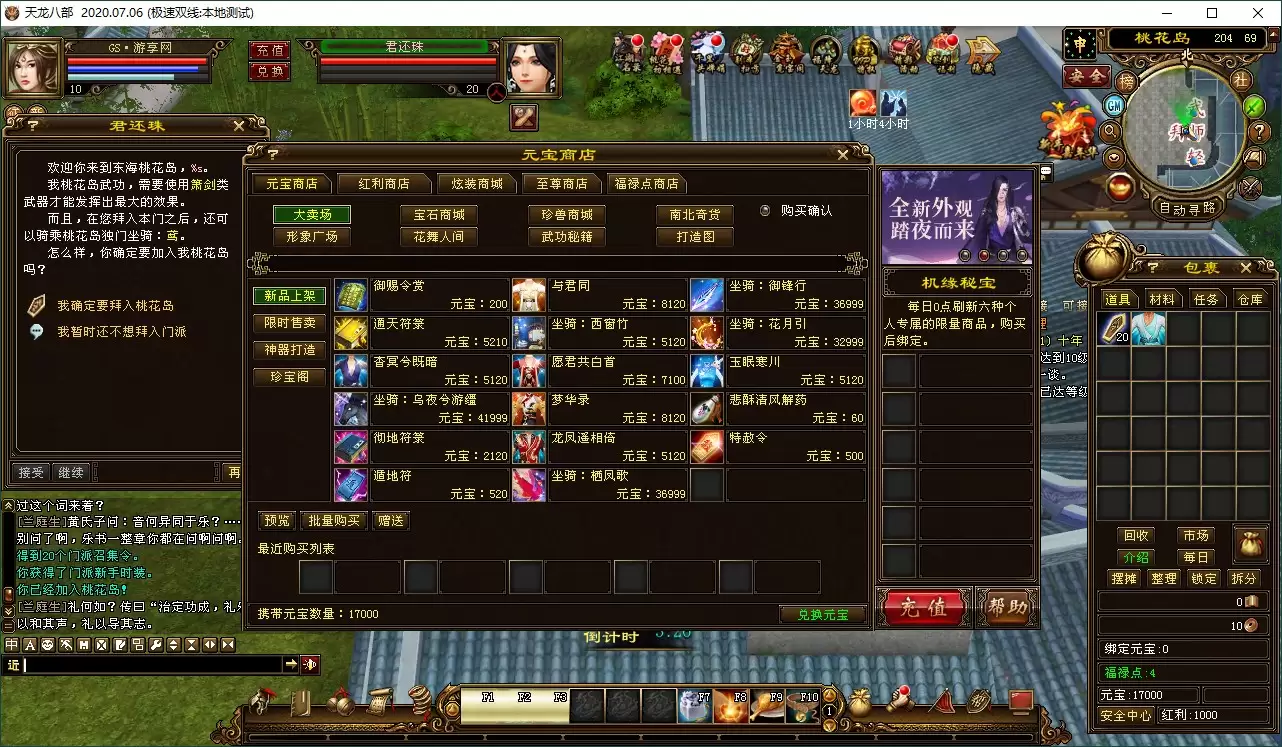 天龙八部 2020.07.06 (极速双线:本地测试)
GS·游享网
10
充值
兑换
君还珠
20
1小时
4小时
申
桃花岛
204 69
安全
榜
社
GM
自动寻路
君还珠
欢迎你来到东海桃花岛，%s。
我桃花岛武功，需要使用箫剑类
武器才能发挥出最大的效果。
而且，在您拜入本门之后，还可
以骑乘桃花岛独门坐骑：鸢。
怎么样，你确定要加入我桃花岛
吗？
我确定要拜入桃花岛
我暂时还不想拜入门派
接受
继续
再
元宝商店
元宝商店
红利商店
炫装商城
至尊商店
福禄点商店
大卖场
宝石商城
珍兽商城
南北奇货
购买确认
形象广场
花舞人间
武功秘籍
打造图
新品上架
限时售卖
神器打造
珍宝阁
御赐令赏
元宝：200
与君同
元宝：8120
坐骑：御锋行
元宝：36999
通天符箓
元宝：5210
坐骑：西窗竹
元宝：5120
坐骑：花月引
元宝：32999
杳冥兮既暗
元宝：5120
愿君共白首
元宝：7100
玉眠寒川
元宝：5120
坐骑：乌夜兮游缰
元宝：41999
梦华录
元宝：8120
悲酥清风解药
元宝：60
彻地符箓
元宝：2120
龙凤遥相倚
元宝：5120
特赦令
元宝：500
遁地符
元宝：520
坐骑：栖凤歌
元宝：36999
预览
批量购买
赠送
最近购买列表
携带元宝数量：17000
兑换元宝
全新外观
踏夜而来
机缘秘宝
每日0点刷新六种个
人专属的限量商品，购买
后绑定。
充值
帮助
包裹
道具
材料
任务
仓库
20
回收
市场
介绍
每日
摆摊
整理
锁定
拆分
0
10
绑定元宝:0
福禄点:4
元宝:17000
安全中心
红利:1000
过这个词来着？
[兰庭生]黄氏子问：音何异同于乐？····
别问了啊，乐书一整章你都在问啊问啊。
得到20个门派召集令。
你获得了门派新手时装。
你已经加入桃花岛！
[兰庭生]礼何如？传曰“治定功成，礼乐
以和其声，礼以导其志。
近
倒计时
F1
F2
F3
F7
F8
F9
F10
1